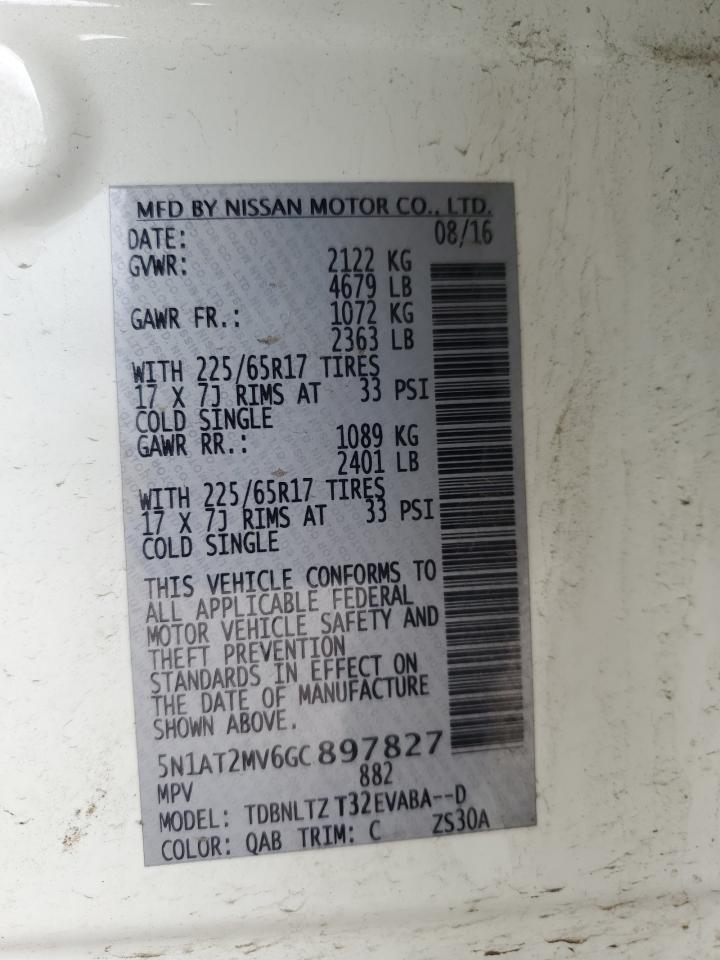 MFD BY NISSAN MOTOR CO., LTD.
DATE: 08/16
GVWR: 2122 KG
4679 LB
GAWR FR.: 1072 KG
2363 LB
WITH 225/65R17 TIRES
17 X 7J RIMS AT 33 PSI
COLD SINGLE
GAWR RR.: 1089 KG
2401 LB
WITH 225/65R17 TIRES
17 X 7J RIMS AT 33 PSI
COLD SINGLE
THIS VEHICLE CONFORMS TO
ALL APPLICABLE FEDERAL
MOTOR VEHICLE SAFETY AND
THEFT PREVENTION
STANDARDS IN EFFECT ON
THE DATE OF MANUFACTURE
SHOWN ABOVE.
5N1AT2MV6GC897827
MPV 882
MODEL: TDBNLTZ T32EVABA--D
COLOR: QAB TRIM: C ZS30A